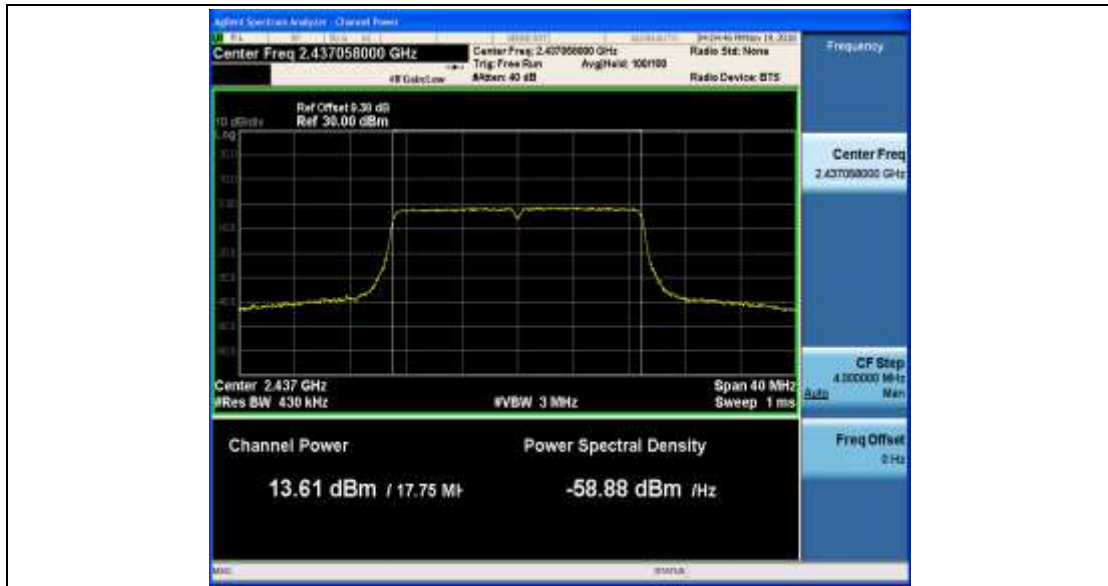 Agilent Spectrum Analyzer - Channel Power
Center Freq 2.437058000 GHz
Center Freq: 2.437058000 GHz
Radio Std: None
Trig: Free Run Avg|Hold: 100/100
#IFGain:Low #Atten: 40 dB Radio Device: BTS
Ref Offset 9.38 dB
10 dB/div Ref 30.00 dBm
Log
Center 2.437 GHz Span 40 MHz
#Res BW 430 kHz #VBW 3 MHz Sweep 1 ms
Channel Power Power Spectral Density
13.61 dBm / 17.75 MH -58.88 dBm /Hz
MSG STATUS
Frequency
Center Freq
2.437058000 GHz
CF Step
4.000000 MHz
Auto Man
Freq Offset
0 Hz